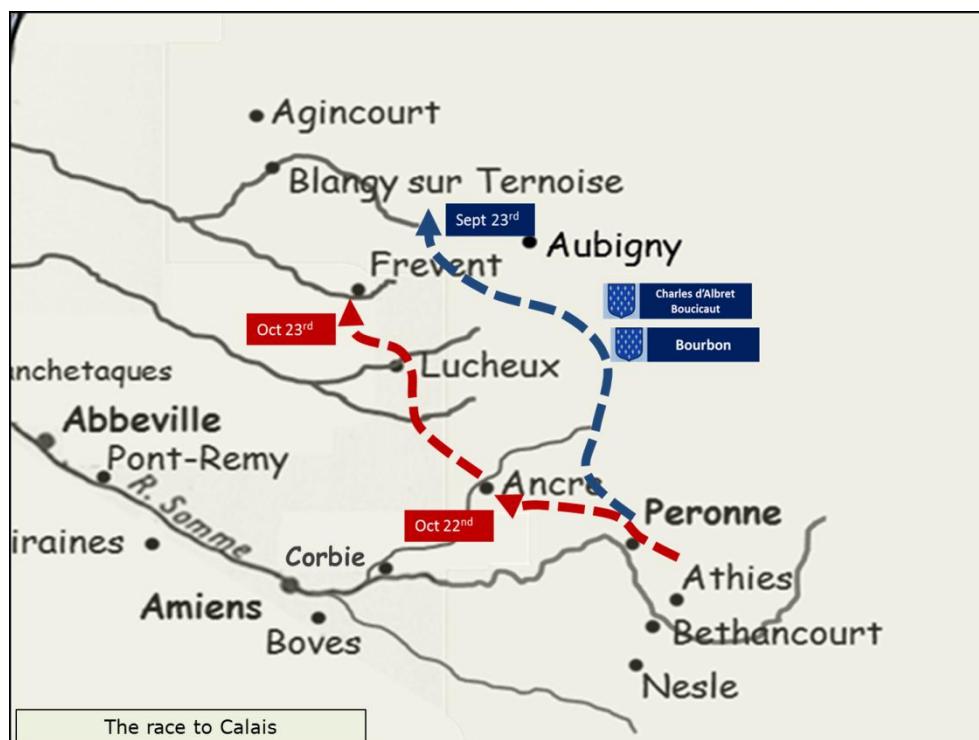 Agincourt
Blangy sur Ternoise
Sept 23rd
Aubigny
Frevent
Charles d'Albret
Boucicaut
Oct 23rd
Bourbon
Lucheux
nchetaques
Abbeville
Pont-Remy
R. Somme
Ancre
Oct 22nd
Peronne
iraines
Corbie
Athies
Amiens
Boves
Bethancourt
Nesle
The race to Calais